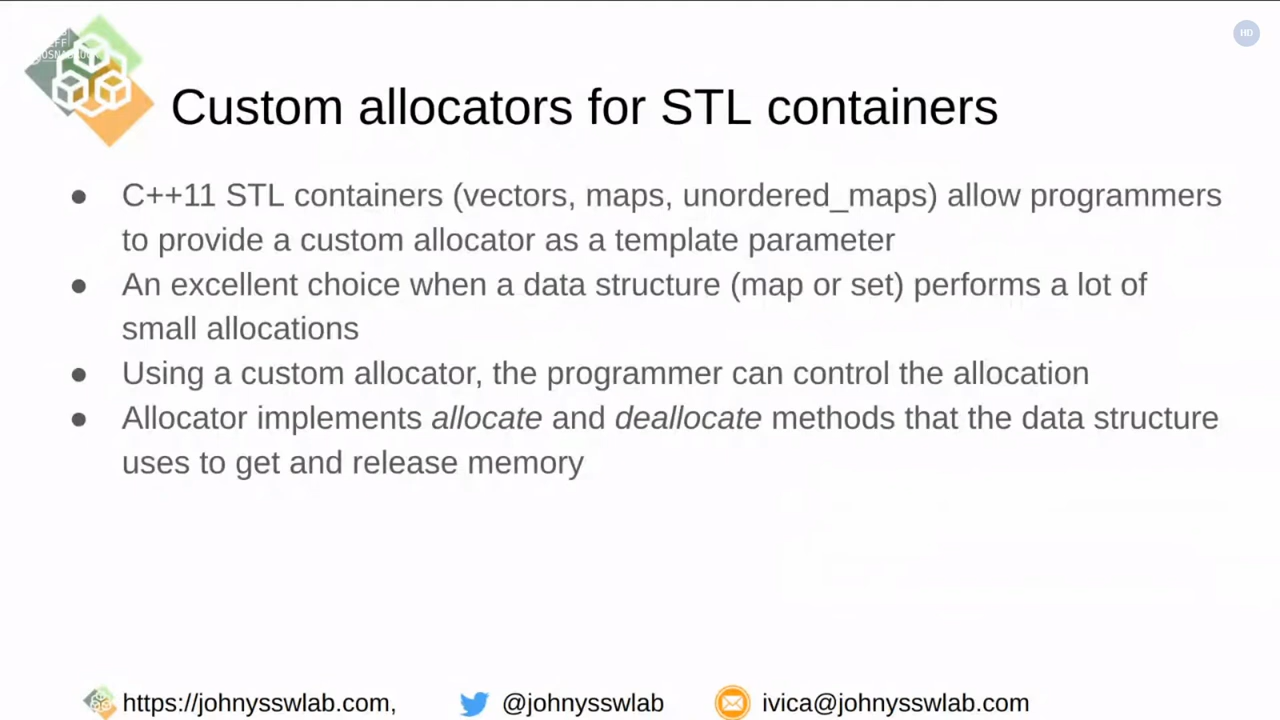 Custom allocators for STL containers
● C++11 STL containers (vectors, maps, unordered_maps) allow programmers
to provide a custom allocator as a template parameter
● An excellent choice when a data structure (map or set) performs a lot of
small allocations
● Using a custom allocator, the programmer can control the allocation
● Allocator implements allocate and deallocate methods that the data structure
uses to get and release memory
https://johnysswlab.com, @johnysswlab ivica@johnysswlab.com
HD